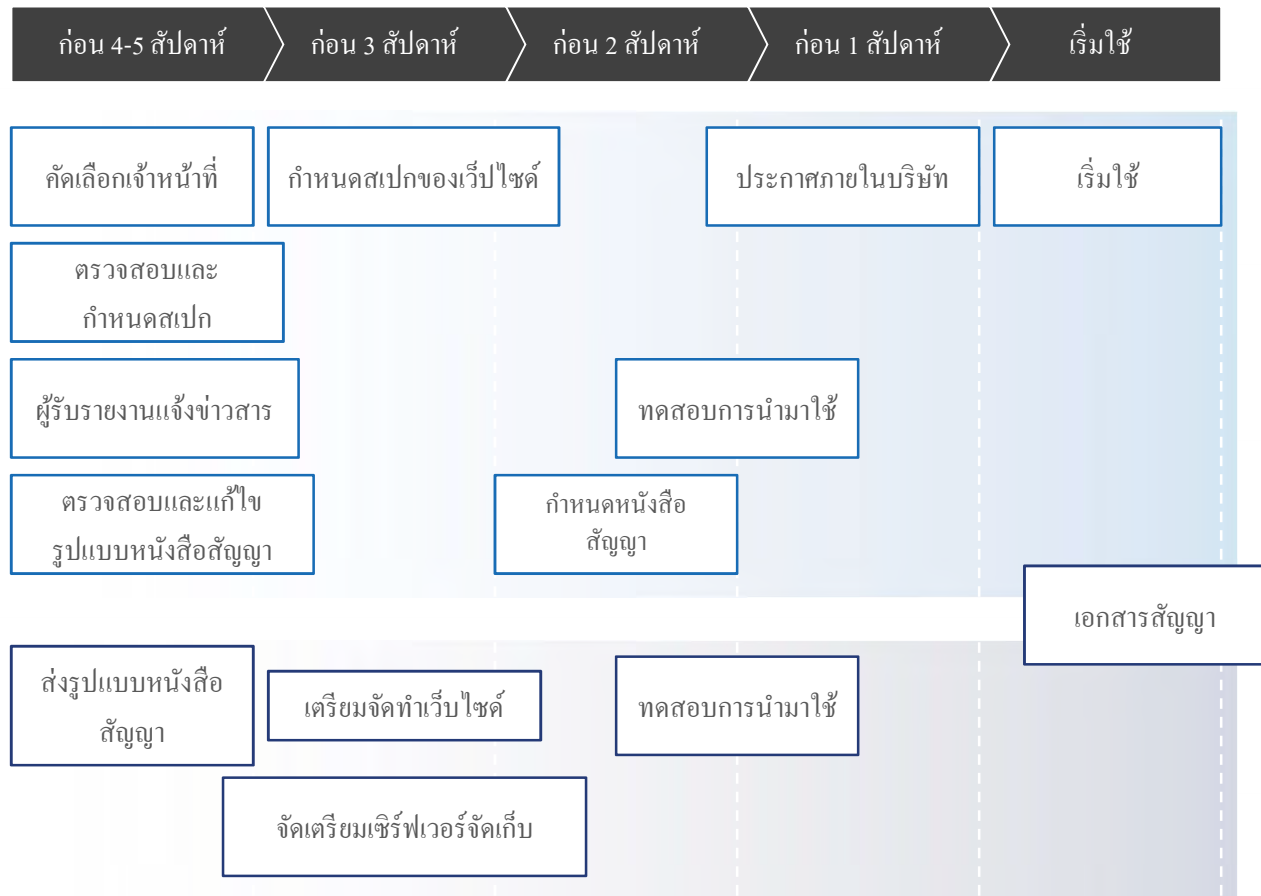 ก่อน 4-5 สัปดาห์
ก่อน 3 สัปดาห์
ก่อน 2 สัปดาห์
ก่อน 1 สัปดาห์
เริ่มใช้
คัดเลือกเจ้าหน้าที่
กำหนดสเปกของเว็ปไซด์
ประกาศภายในบริษัท
เริ่มใช้
ตรวจสอบและ
กำหนดสเปก
ผู้รับรายงานแจ้งข่าวสาร
ทดสอบการนำมาใช้
ตรวจสอบและแก้ไข
รูปแบบหนังสือสัญญา
กำหนดหนังสือ
สัญญา
เอกสารสัญญา
ส่งรูปแบบหนังสือ
สัญญา
เตรียมจัดทำเว็บไซด์
ทดสอบการนำมาใช้
จัดเตรียมเซิร์ฟเวอร์จัดเก็บ